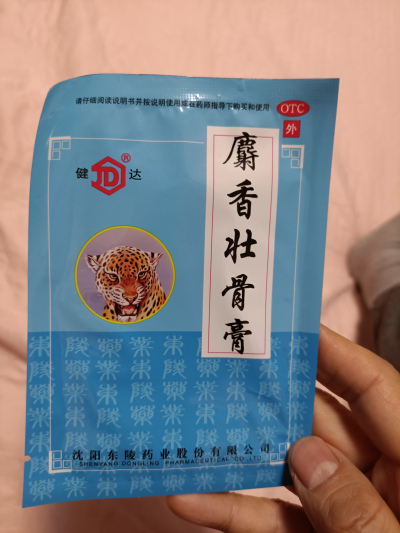 请仔细阅读说明书并按说明使用或在药师指导下购买和使用
OTC
外
健 JD® 达
麝香壮骨膏
沈阳东陵药业股份有限公司
SHENYANG DONGLING PHARMACEUTICAL CO., LTD